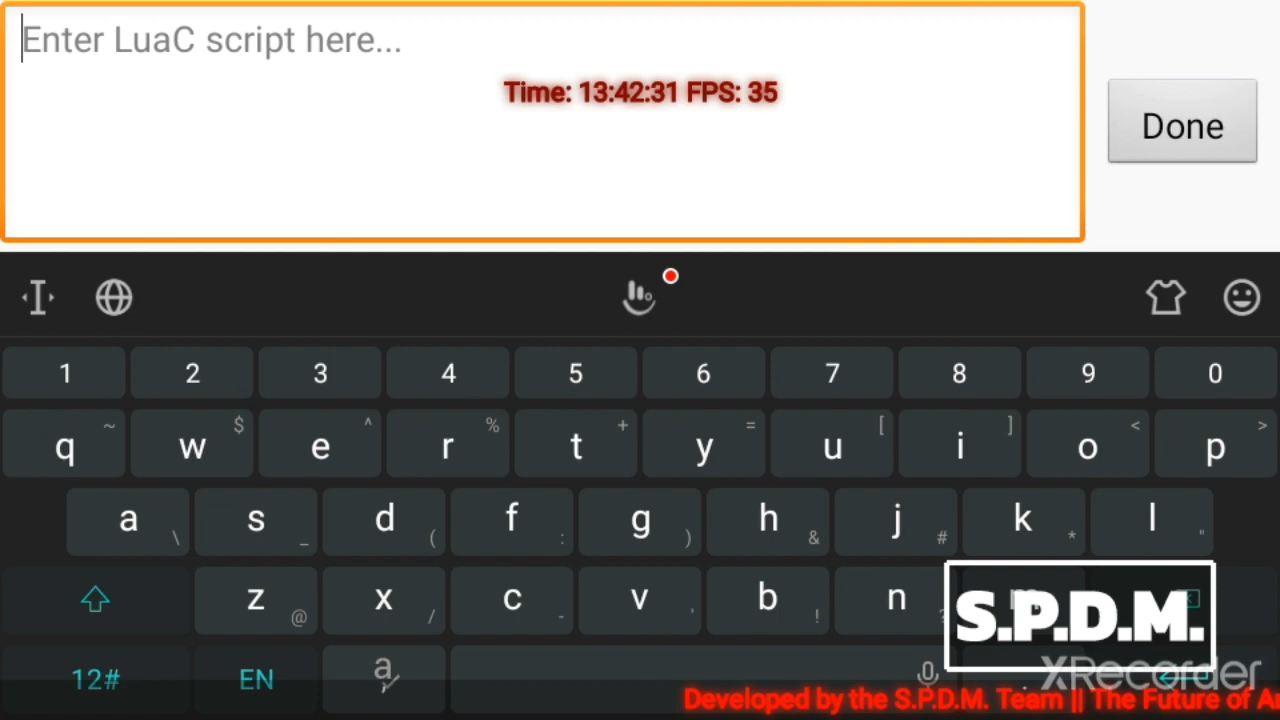 Enter LuaC script here...
Time: 13:42:31 FPS: 35
Done
1 2 3 4 5 6 7 8 9 0
~ $ ^ % + = [ ] < >
q w e r t y u i o p
a s d f g h j k l
\ _ ( : ) & # * "
z x c v b n
@ / - ' !
S.P.D.M.
12# EN a
XRecorder
Developed by the S.P.D.M. Team || The Future of